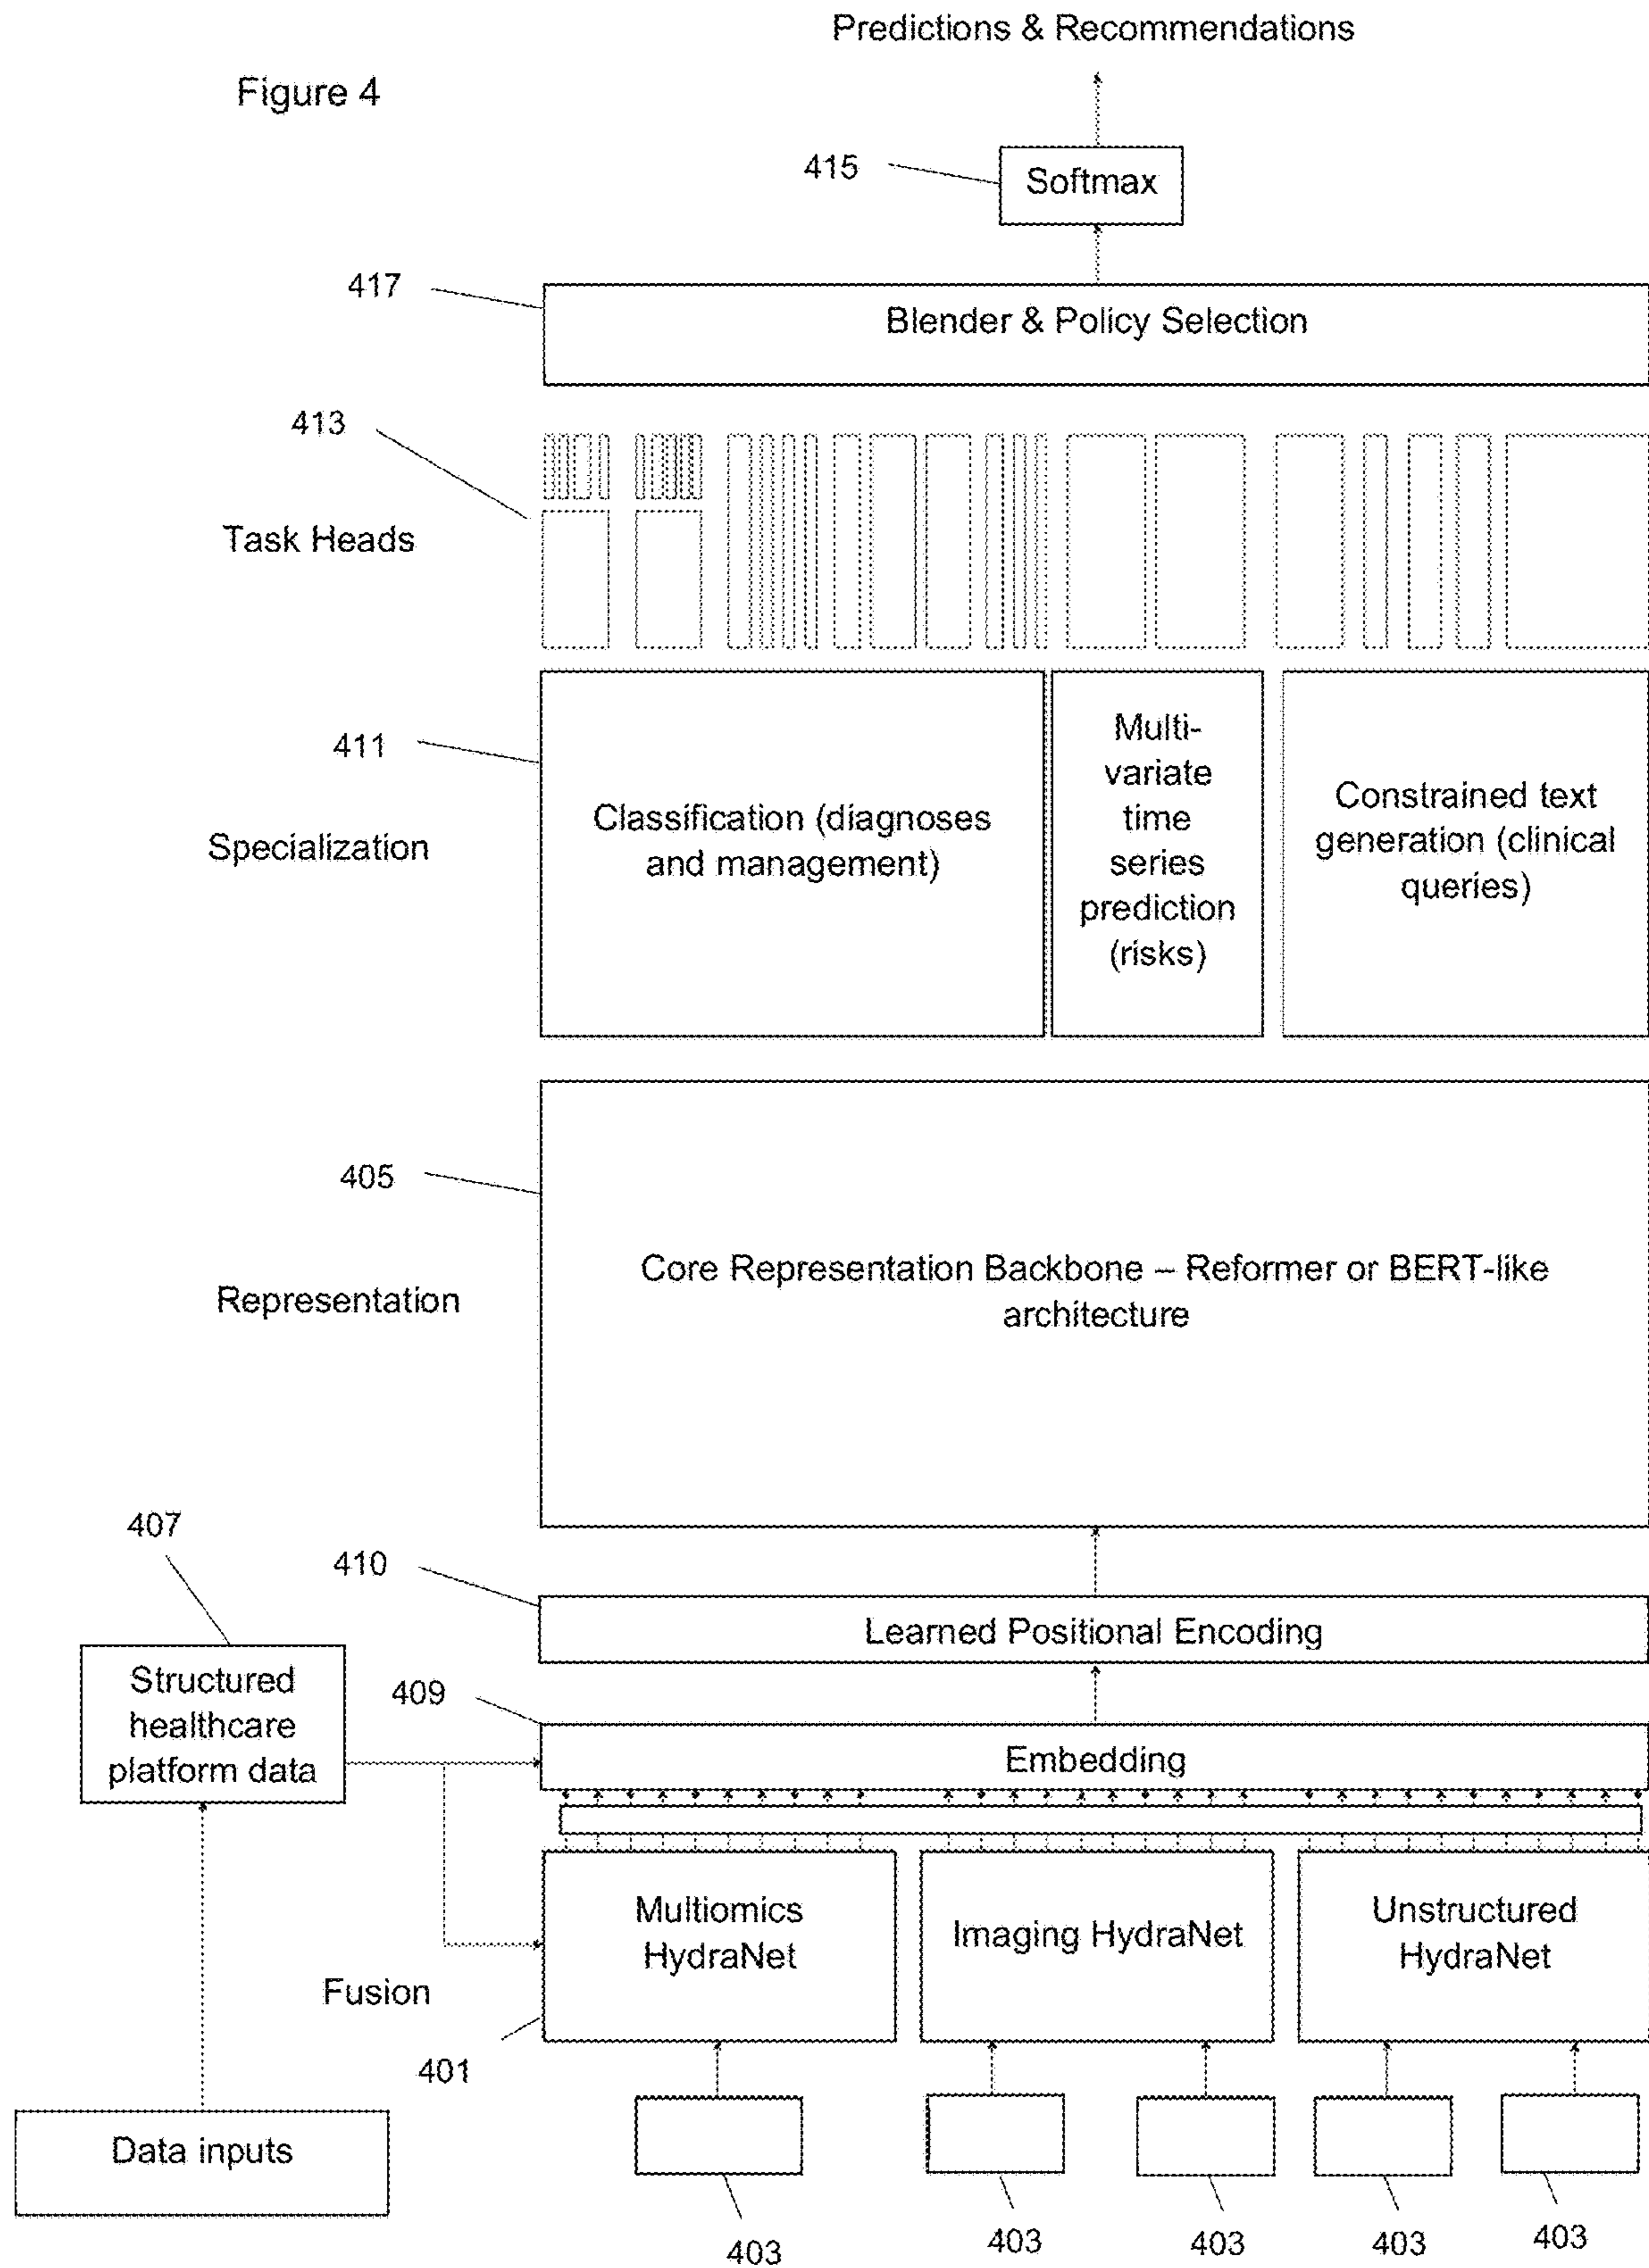 Predictions & Recommendations
Figure 4
415
Softmax
417
Blender & Policy Selection
413
Task Heads
411
Specialization
Classification (diagnoses
and management)
Multi-
variate
time
series
prediction
(risks)
Constrained text
generation (clinical
queries)
405
Representation
Core Representation Backbone – Reformer or BERT-like
architecture
407
410
Learned Positional Encoding
Structured
healthcare
platform data
409
Embedding
Multiomics
HydraNet
Imaging HydraNet
Unstructured
HydraNet
Fusion
401
Data inputs
403
403
403
403
403